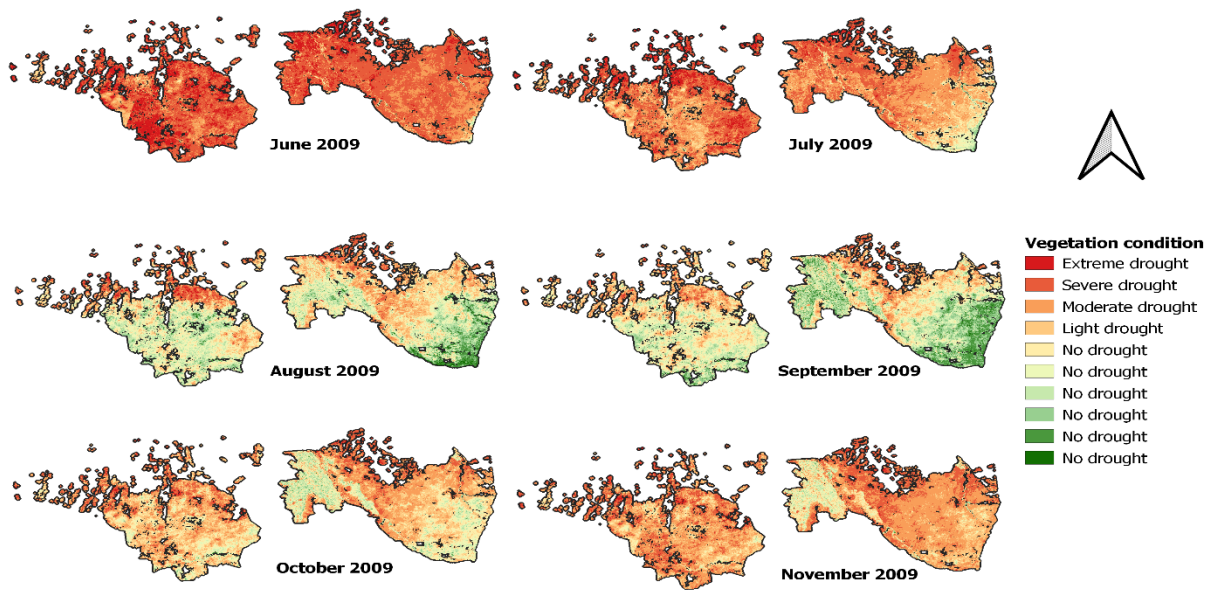 June 2009
July 2009
August 2009
September 2009
October 2009
November 2009
Vegetation condition
Extreme drought
Severe drought
Moderate drought
Light drought
No drought
No drought
No drought
No drought
No drought
No drought